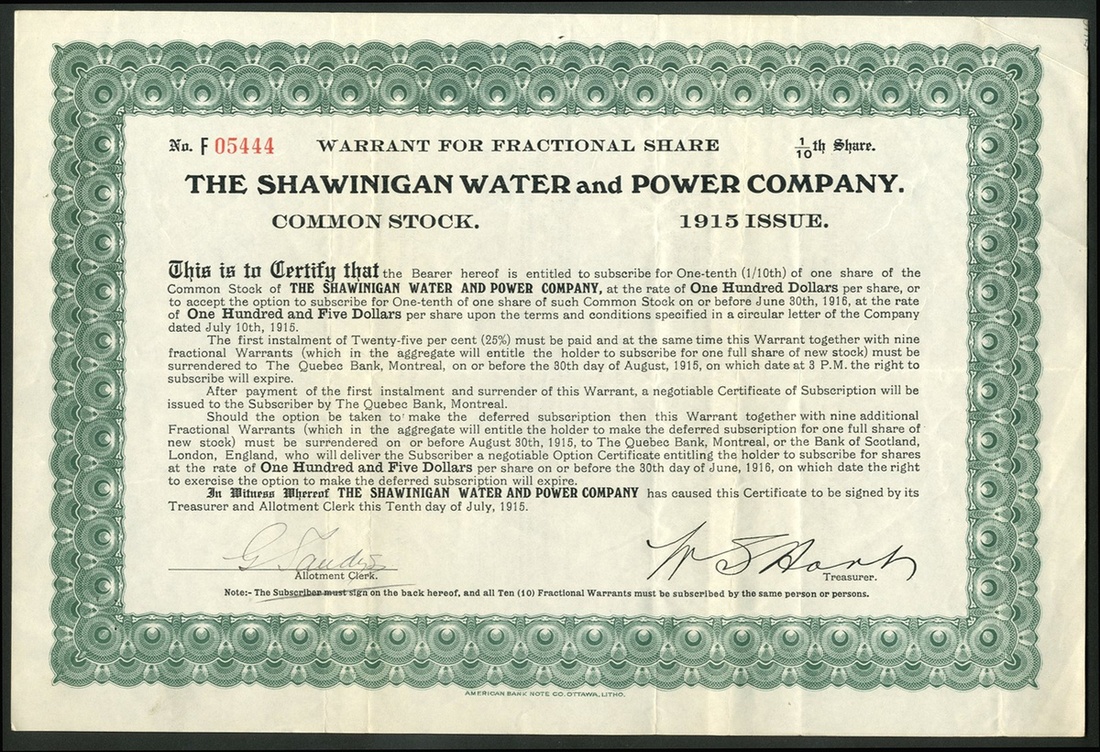 No. F 05444 WARRANT FOR FRACTIONAL SHARE 1/10th Share.
THE SHAWINIGAN WATER and POWER COMPANY.
COMMON STOCK. 1915 ISSUE.
This is to Certify that the Bearer hereof is entitled to subscribe for One-tenth (1/10th) of one share of the
Common Stock of THE SHAWINIGAN WATER AND POWER COMPANY, at the rate of One Hundred Dollars per share, or
to accept the option to subscribe for One-tenth of one share of such Common Stock on or before June 30th, 1916, at the rate
of One Hundred and Five Dollars per share upon the terms and conditions specified in a circular letter of the Company
dated July 10th, 1915.
The first instalment of Twenty-five per cent (25%) must be paid and at the same time this Warrant together with nine
fractional Warrants (which in the aggregate will entitle the holder to subscribe for one full share of new stock) must be
surrendered to The Quebec Bank, Montreal, on or before the 30th day of August, 1915, on which date at 3 P.M. the right to
subscribe will expire.
After payment of the first instalment and surrender of this Warrant, a negotiable Certificate of Subscription will be
issued to the Subscriber by The Quebec Bank, Montreal.
Should the option be taken to make the deferred subscription then this Warrant together with nine additional
Fractional Warrants (which in the aggregate will entitle the holder to make the deferred subscription for one full share of
new stock) must be surrendered on or before August 30th, 1915, to The Quebec Bank, Montreal, or the Bank of Scotland,
London, England, who will deliver the Subscriber a negotiable Option Certificate entitling the holder to subscribe for shares
at the rate of One Hundred and Five Dollars per share on or before the 30th day of June, 1916, on which date the right
to exercise the option to make the deferred subscription will expire.
In Witness Whereof THE SHAWINIGAN WATER AND POWER COMPANY has caused this Certificate to be signed by its
Treasurer and Allotment Clerk this Tenth day of July, 1915.
Allotment Clerk. Treasurer.
Note:- The Subscriber must sign on the back hereof, and all Ten (10) Fractional Warrants must be subscribed by the same person or persons.
AMERICAN BANK NOTE CO. OTTAWA, LITHO.